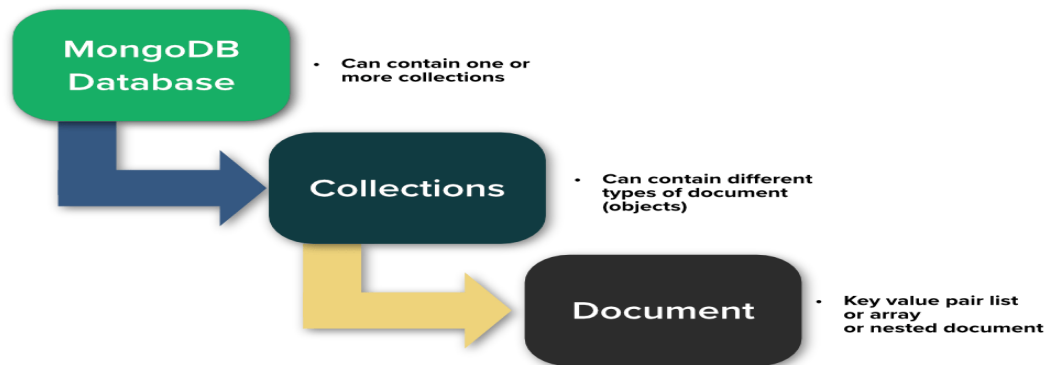 MongoDB
Database
• Can contain one or
more collections
Collections
• Can contain different
types of document
(objects)
Document
• Key value pair list
or array
or nested document